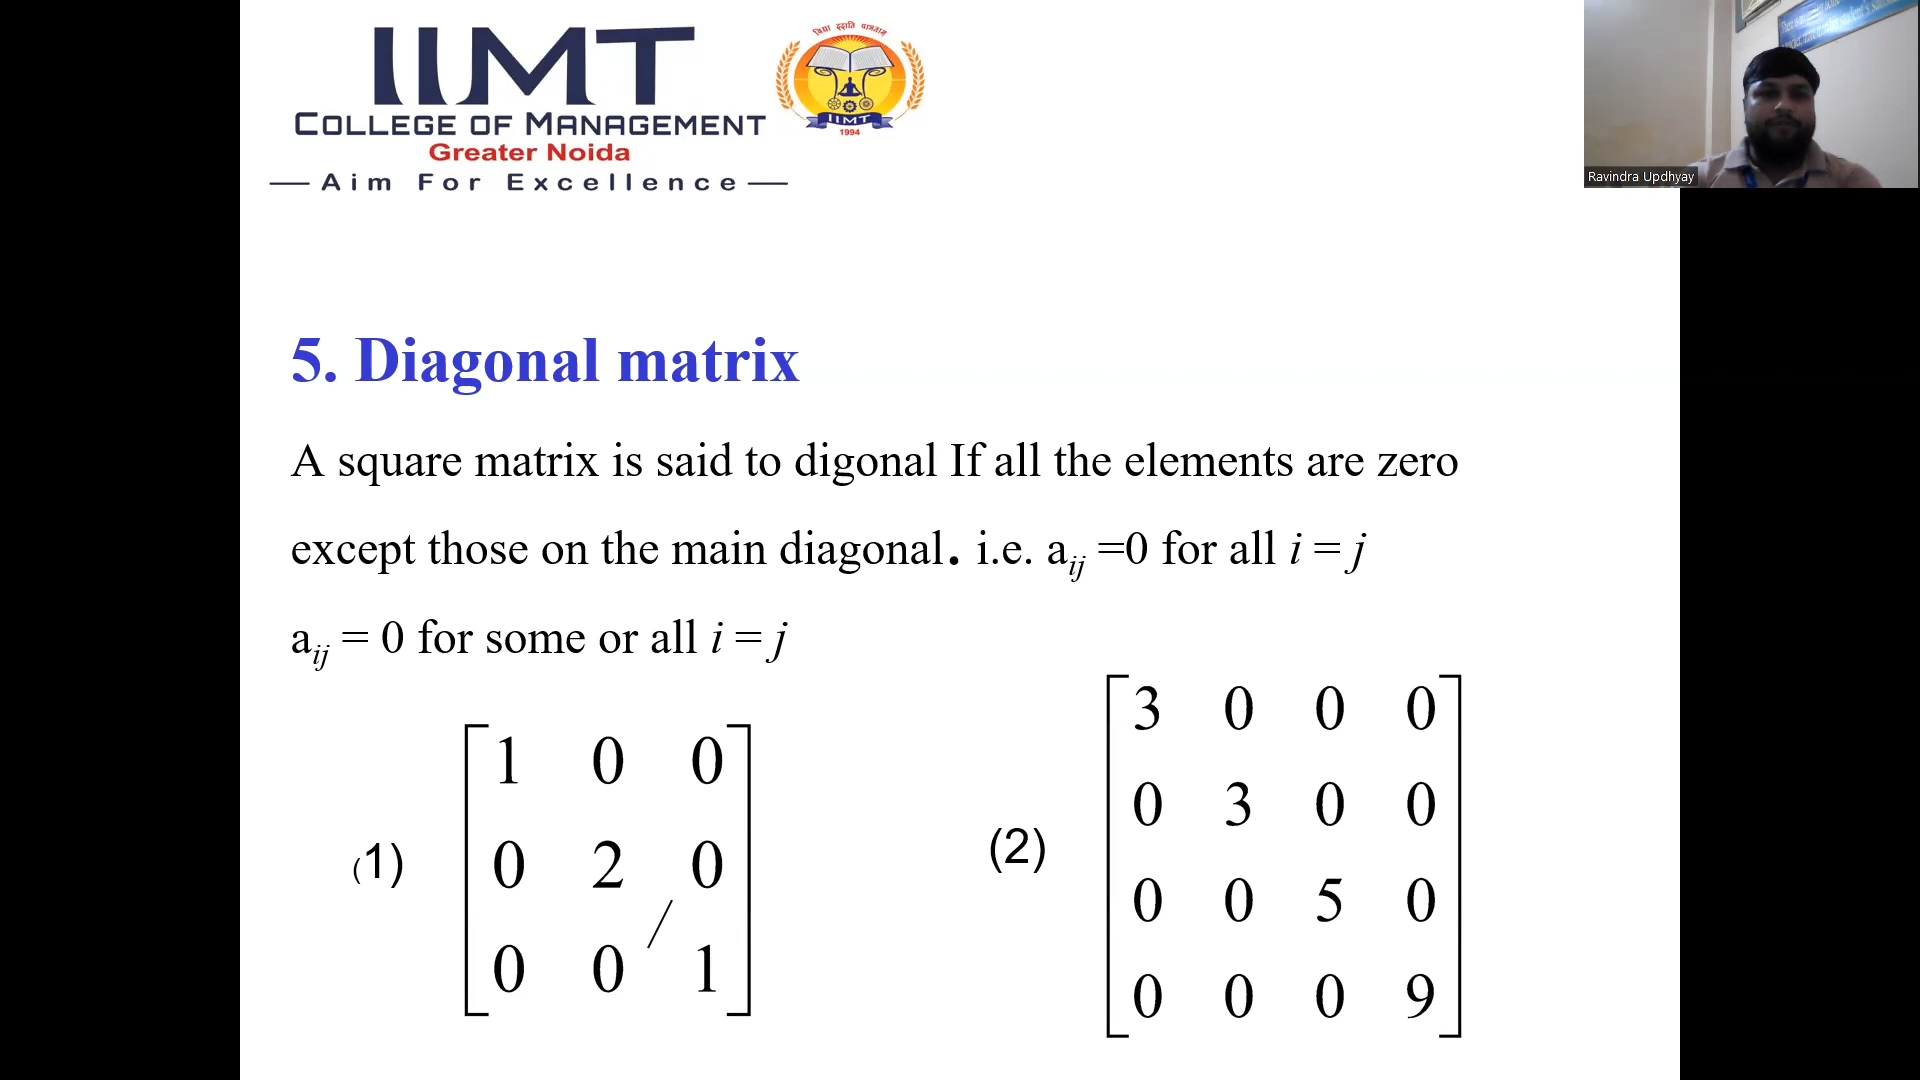 IIMT
COLLEGE OF MANAGEMENT
Greater Noida
Aim For Excellence
विद्या ददाति पात्रताम्
IIMT
1994
Ravindra Updhyay
5. Diagonal matrix
A square matrix is said to digonal If all the elements are zero
except those on the main diagonal. i.e. aij =0 for all i = j
aij = 0 for some or all i = j
(1)
1 0 0
0 2 0
/
0 0 1
(2)
3 0 0 0
0 3 0 0
0 0 5 0
0 0 0 9